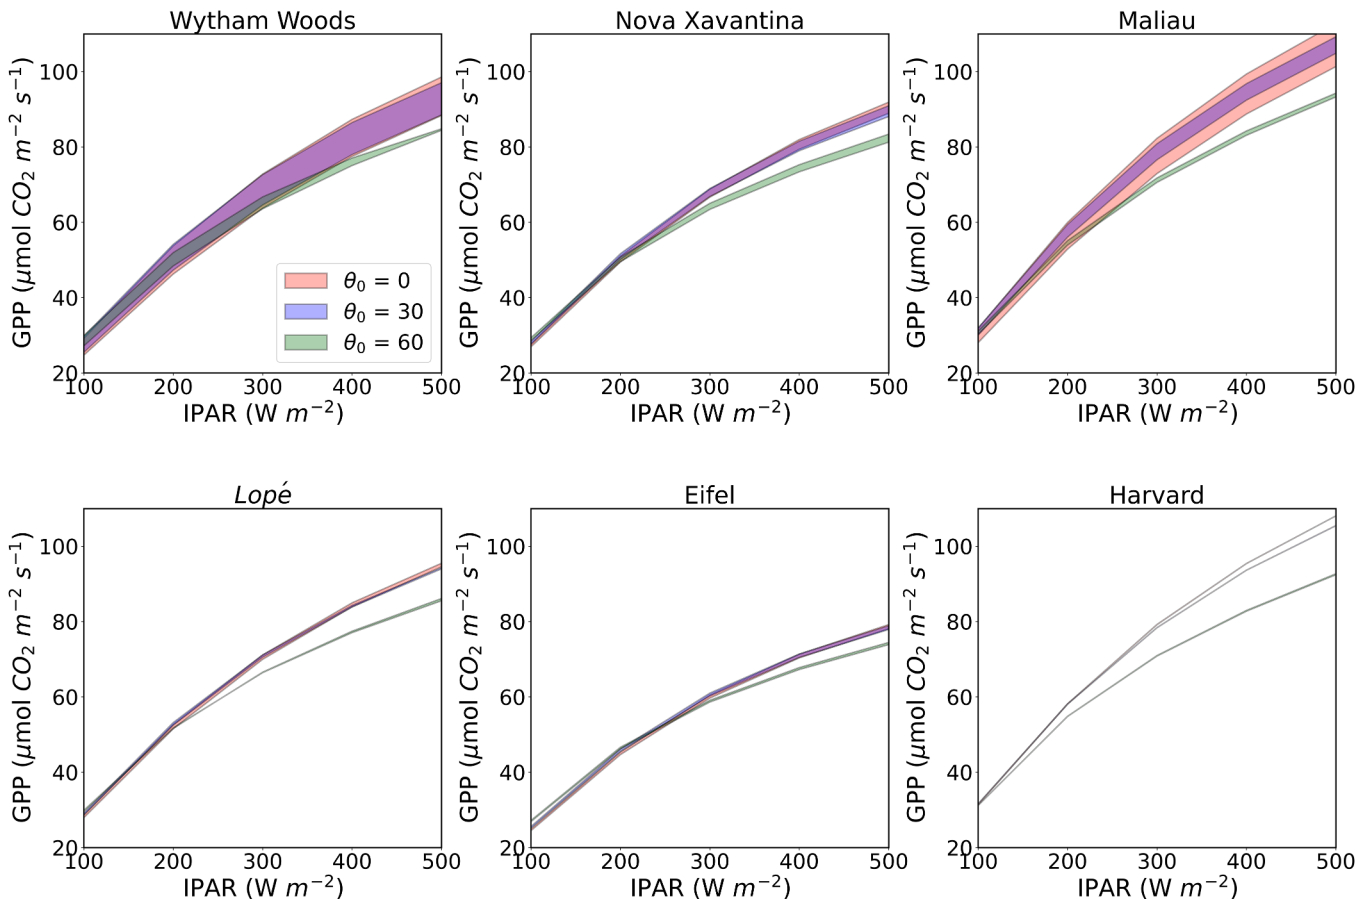 Wytham Woods
Nova Xavantina
Maliau
100
80
60
40
20
GPP (μmol CO₂ m⁻² s⁻¹)
θ₀ = 0
θ₀ = 30
θ₀ = 60
100 200 300 400 500
IPAR (W m⁻²)
100
80
60
40
20
GPP (μmol CO₂ m⁻² s⁻¹)
100 200 300 400 500
IPAR (W m⁻²)
100
80
60
40
20
GPP (μmol CO₂ m⁻² s⁻¹)
100 200 300 400 500
IPAR (W m⁻²)
Lopé
Eifel
Harvard
100
80
60
40
20
GPP (μmol CO₂ m⁻² s⁻¹)
100 200 300 400 500
IPAR (W m⁻²)
100
80
60
40
20
GPP (μmol CO₂ m⁻² s⁻¹)
100 200 300 400 500
IPAR (W m⁻²)
100
80
60
40
20
GPP (μmol CO₂ m⁻² s⁻¹)
100 200 300 400 500
IPAR (W m⁻²)